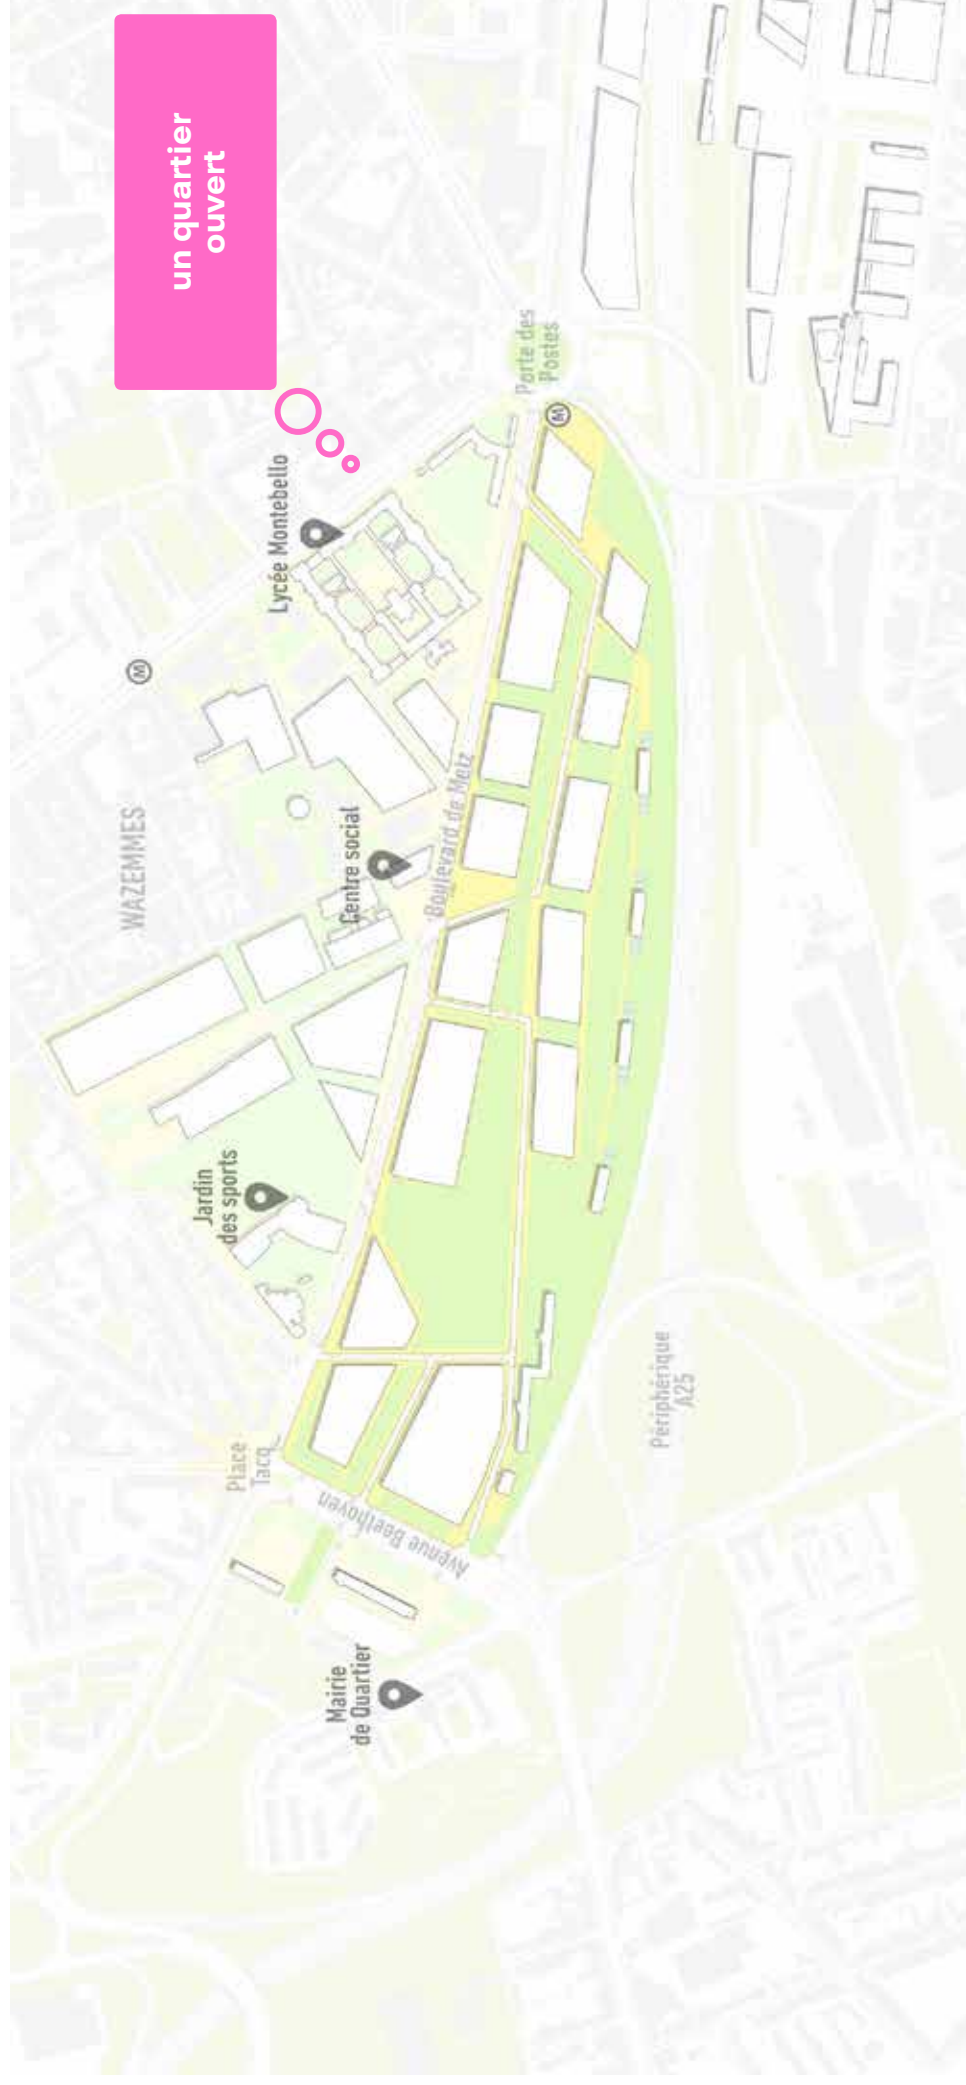 un quartier
ouvert
Porte des
Postes
M
Lycée Montebello
M
WAZEMMES
Centre social
Boulevard de Metz
Jardin
des sports
Périphérique
A25
Place
Tacq
Avenue Beethoven
Mairie
de Quartier